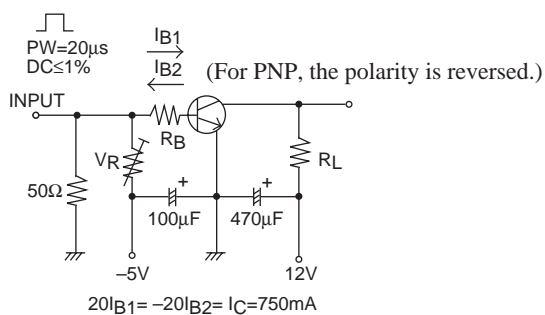 PW=20μs
DC≤1%
IB1
IB2
(For PNP, the polarity is reversed.)
INPUT
RB
VR
RL
50Ω
+
+
100μF
470μF
–5V
12V
20IB1= –20IB2= IC=750mA